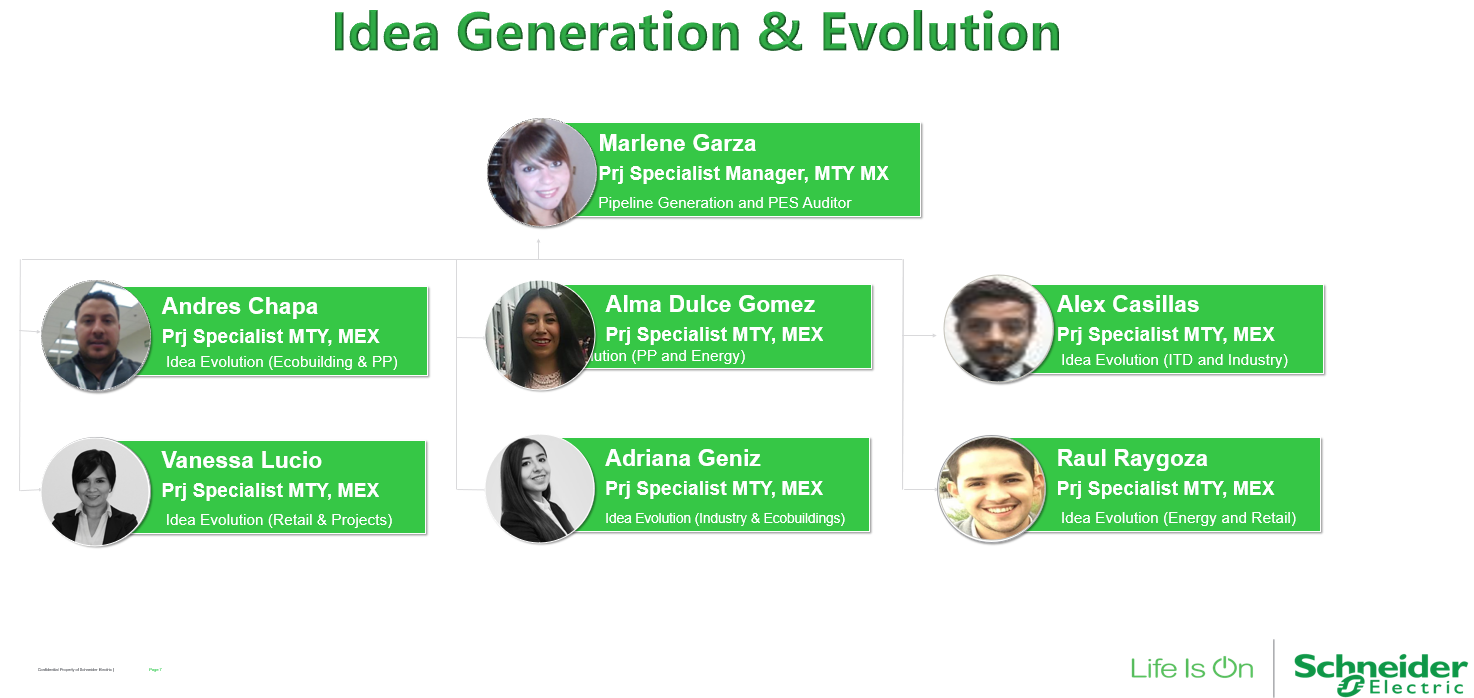 Idea Generation & Evolution
Marlene Garza
Prj Specialist Manager, MTY MX
Pipeline Generation and PES Auditor
Andres Chapa
Prj Specialist MTY, MEX
Idea Evolution (Ecobuilding & PP)
Alma Dulce Gomez
Prj Specialist MTY, MEX
lution (PP and Energy)
Alex Casillas
Prj Specialist MTY, MEX
Idea Evolution (ITD and Industry)
Vanessa Lucio
Prj Specialist MTY, MEX
Idea Evolution (Retail & Projects)
Adriana Geniz
Prj Specialist MTY, MEX
Idea Evolution (Industry & Ecobuildings)
Raul Raygoza
Prj Specialist MTY, MEX
Idea Evolution (Energy and Retail)
Confidential Property of Schneider Electric |
Page 7
Life Is On
Schneider
Electric